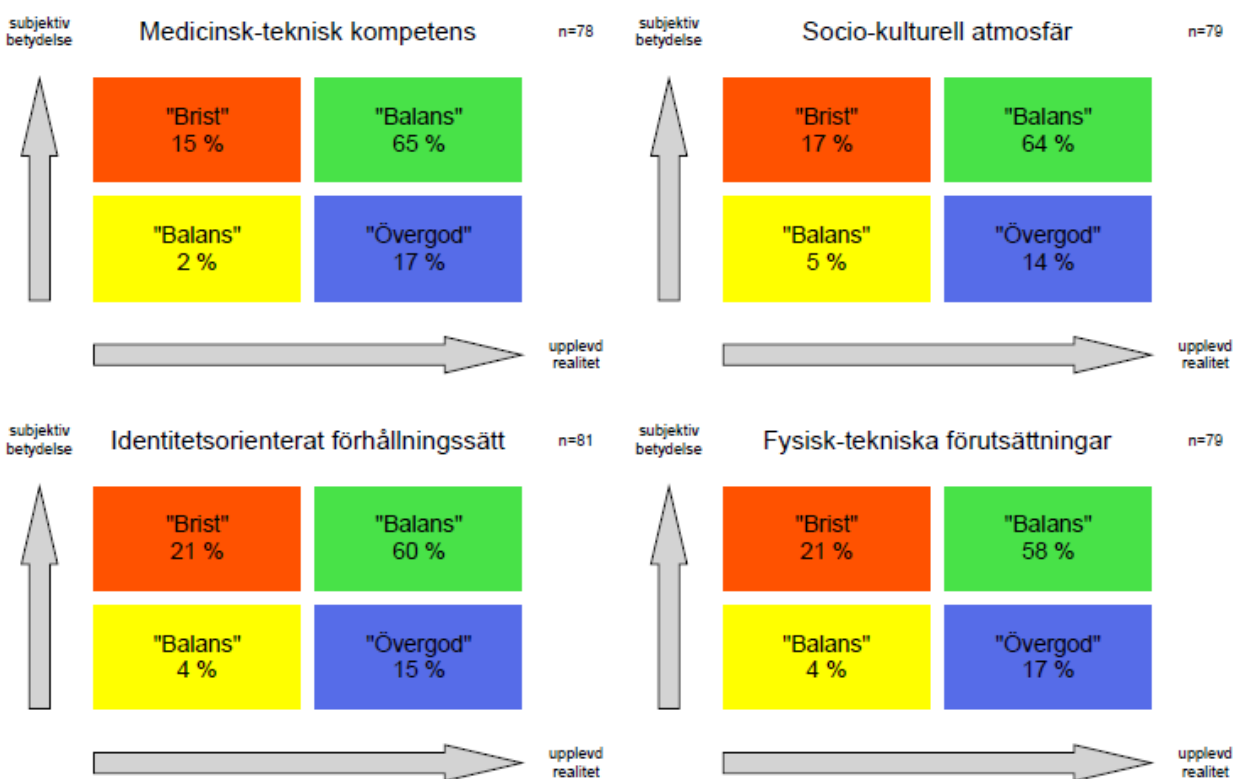 subjektiv
betydelse
Medicinsk-teknisk kompetens
n=78
"Brist"
15 %
"Balans"
65 %
"Balans"
2 %
"Övergod"
17 %
upplevd
realitet
subjektiv
betydelse
Socio-kulturell atmosfär
n=79
"Brist"
17 %
"Balans"
64 %
"Balans"
5 %
"Övergod"
14 %
upplevd
realitet
subjektiv
betydelse
Identitetsorienterat förhållningssätt
n=81
"Brist"
21 %
"Balans"
60 %
"Balans"
4 %
"Övergod"
15 %
upplevd
realitet
subjektiv
betydelse
Fysisk-tekniska förutsättningar
n=79
"Brist"
21 %
"Balans"
58 %
"Balans"
4 %
"Övergod"
17 %
upplevd
realitet